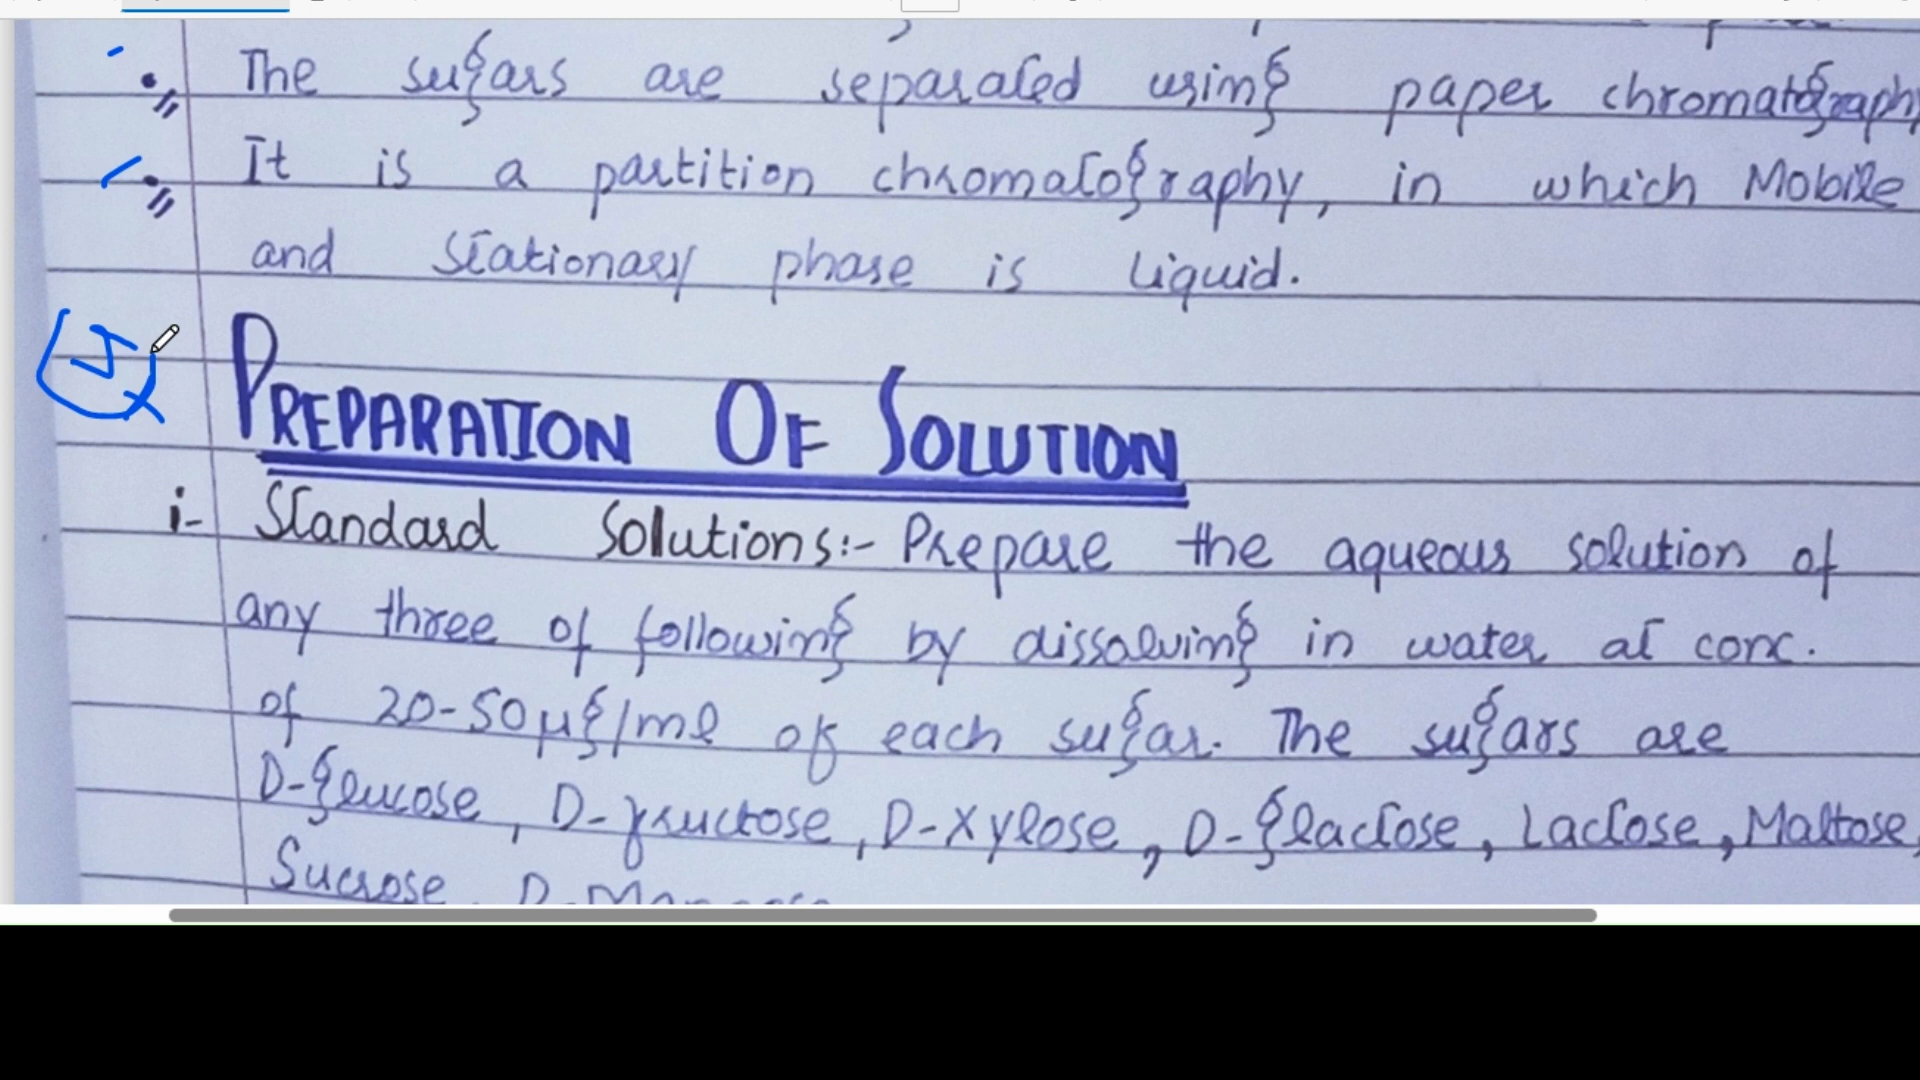 The sugars are separated using paper chromatography
It is a partition chromatography, in which Mobile
and stationary phase is liquid.
PREPARATION OF SOLUTION
i- Standard Solutions:- Prepare the aqueous solution of
any three of following by dissolving in water at conc.
of 20-50µg/ml of each sugar. The sugars are
D-glucose, D-fructose, D-Xylose, D-glactose, Lactose, Maltose,
Sucrose, D-Mannose